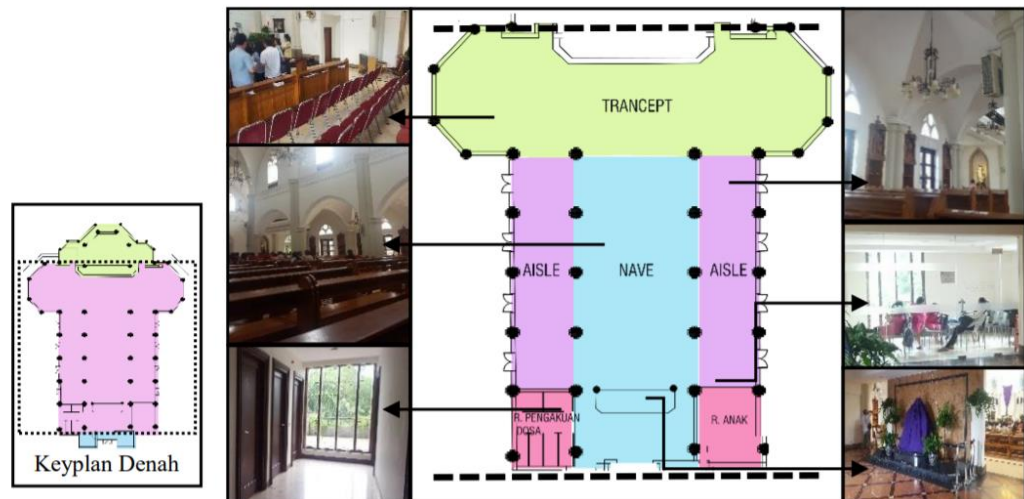 TRANCEPT
AISLE
NAVE
AISLE
R. PENGAKUAN
DOSA
R. ANAK
Keyplan Denah